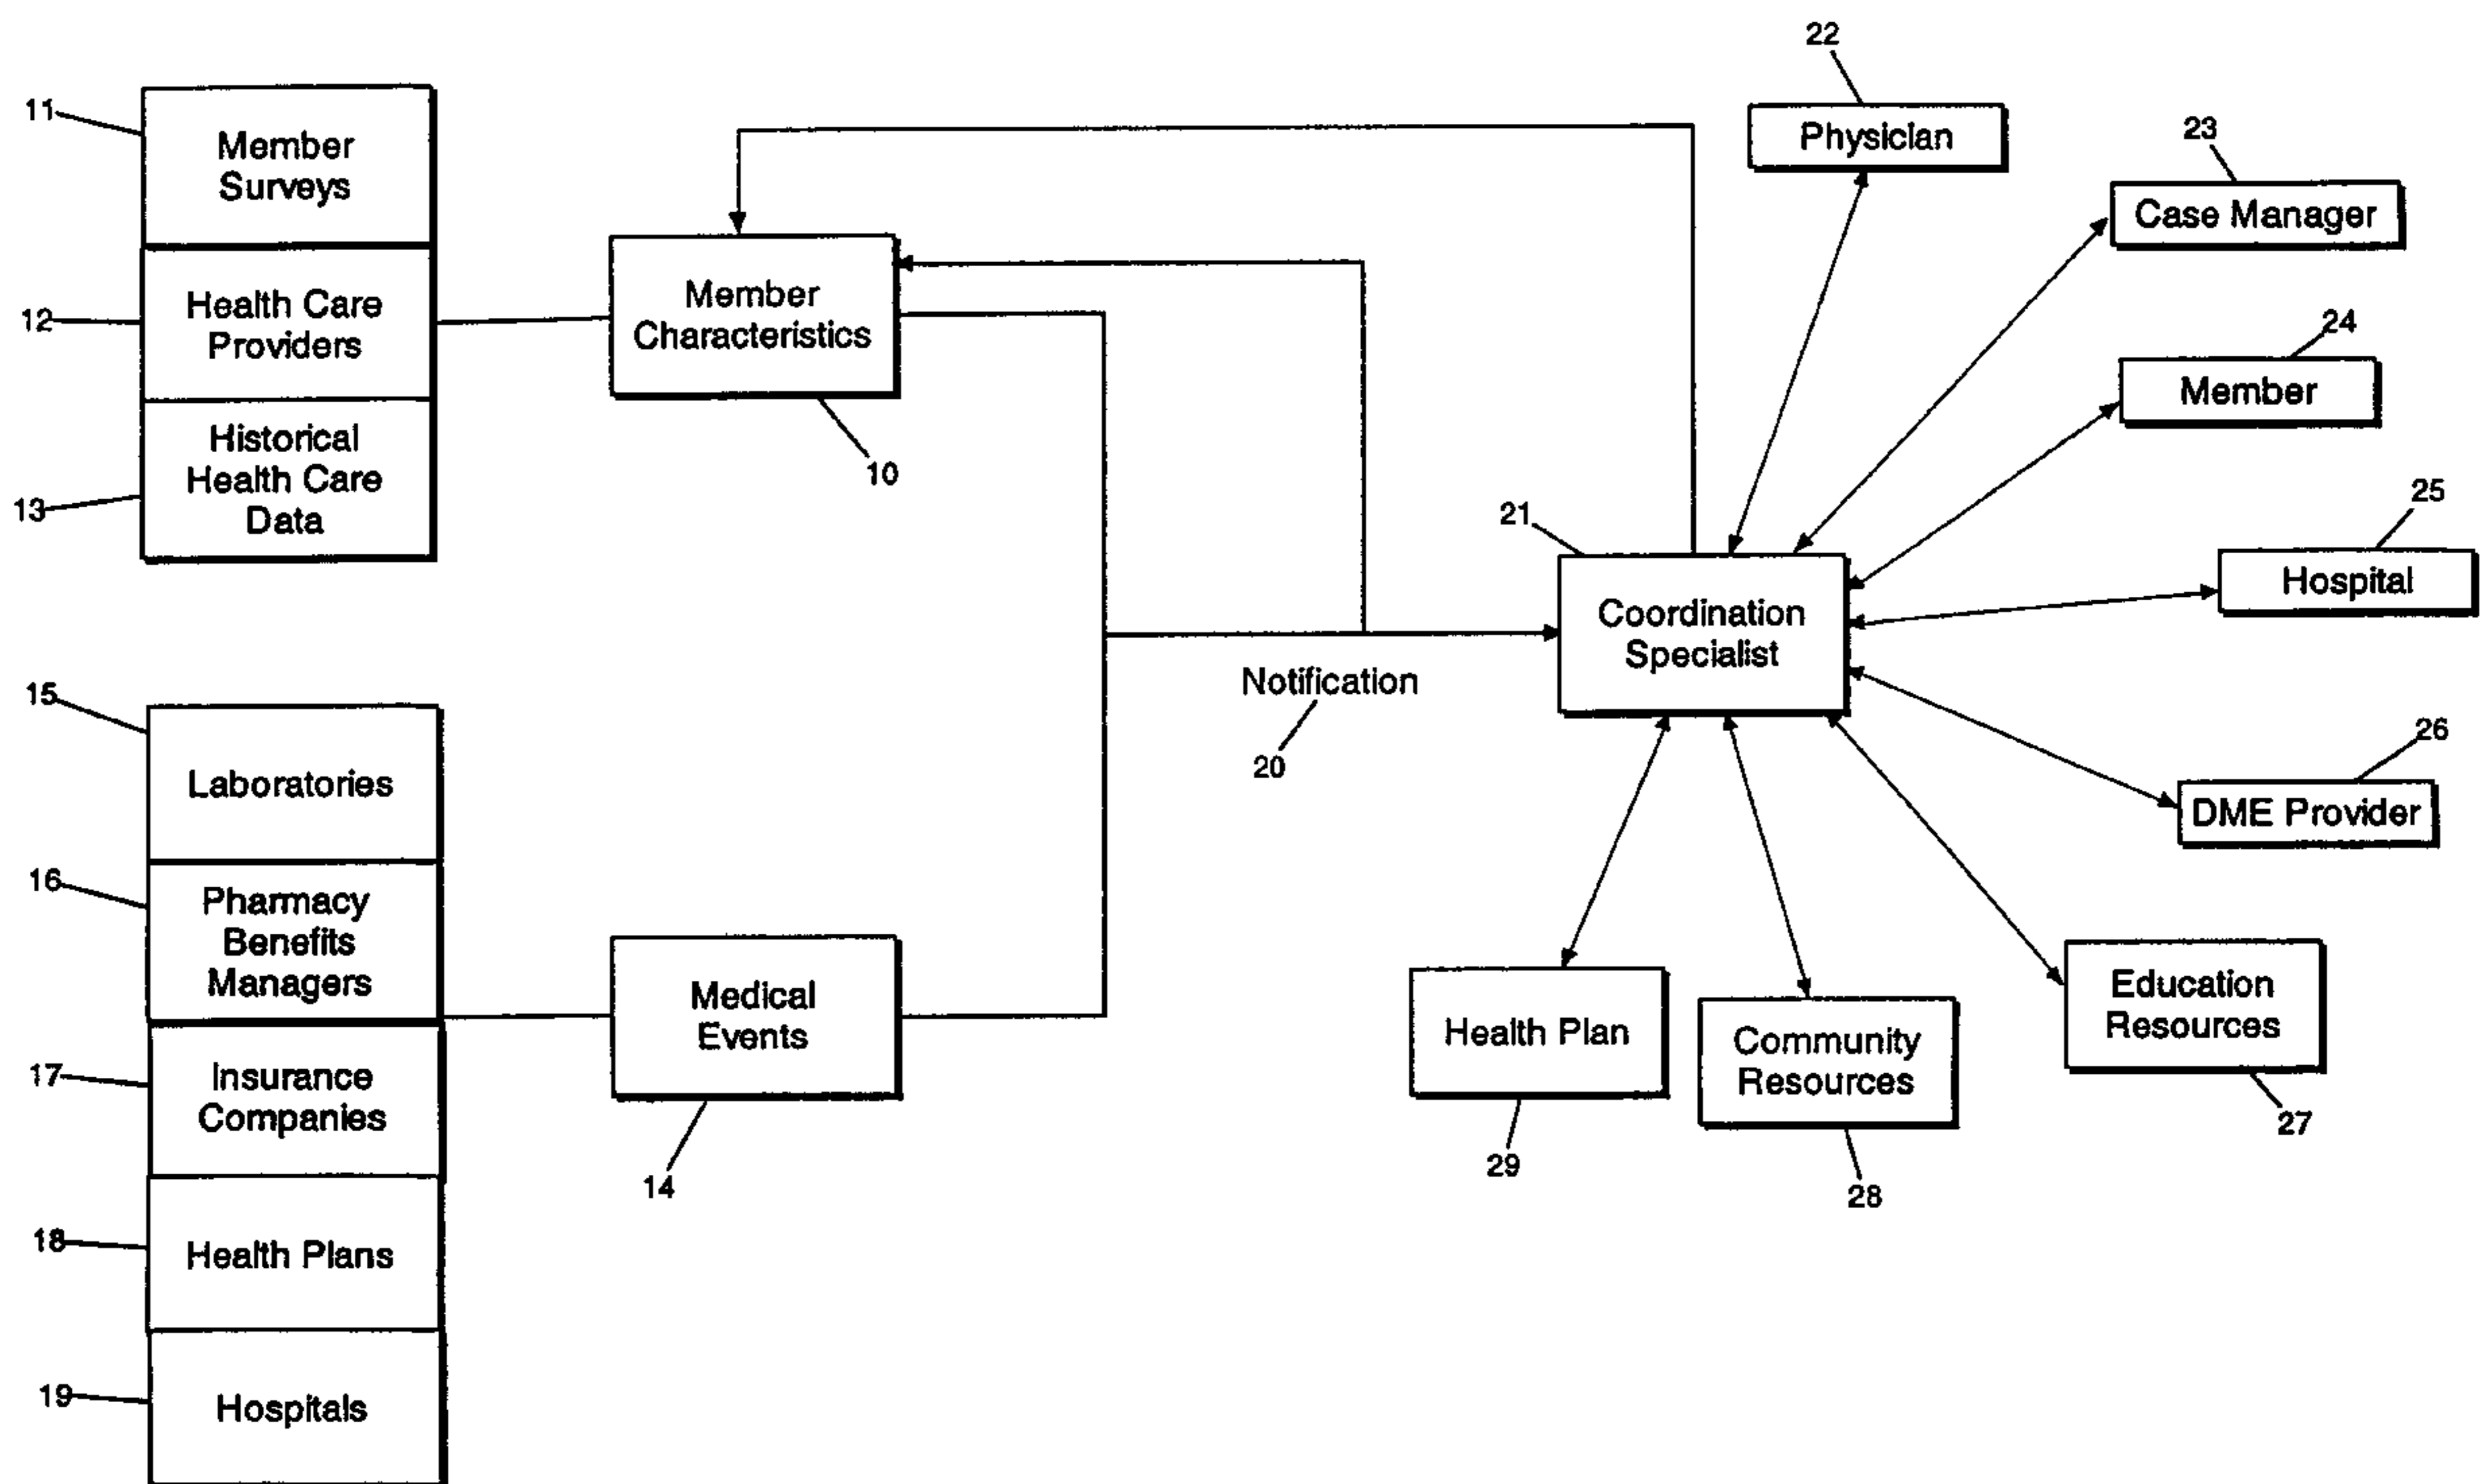 11
Member
Surveys
12
Health Care
Providers
13
Historical
Health Care
Data
Member
Characteristics
10
15
Laboratories
16
Pharmacy
Benefits
Managers
17
Insurance
Companies
18
Health Plans
19
Hospitals
Medical
Events
14
Notification
20
21
Coordination
Specialist
22
Physician
23
Case Manager
24
Member
25
Hospital
26
DME Provider
Education
Resources
27
Community
Resources
28
Health Plan
29